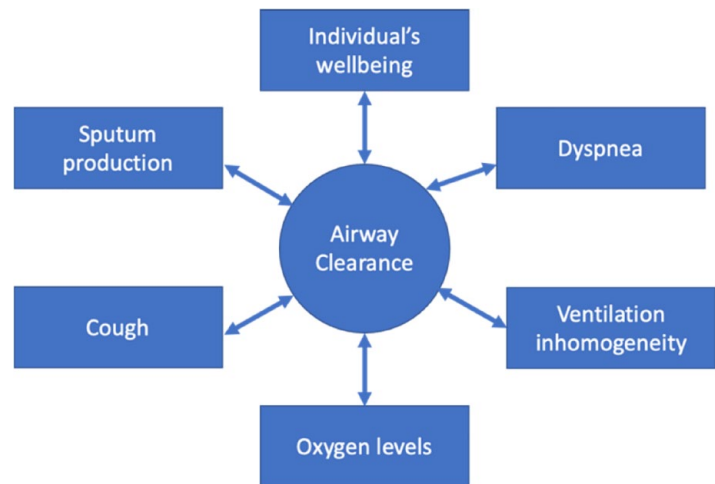 Individual's
wellbeing
Sputum
production
Dyspnea
Airway
Clearance
Cough
Ventilation
inhomogeneity
Oxygen levels